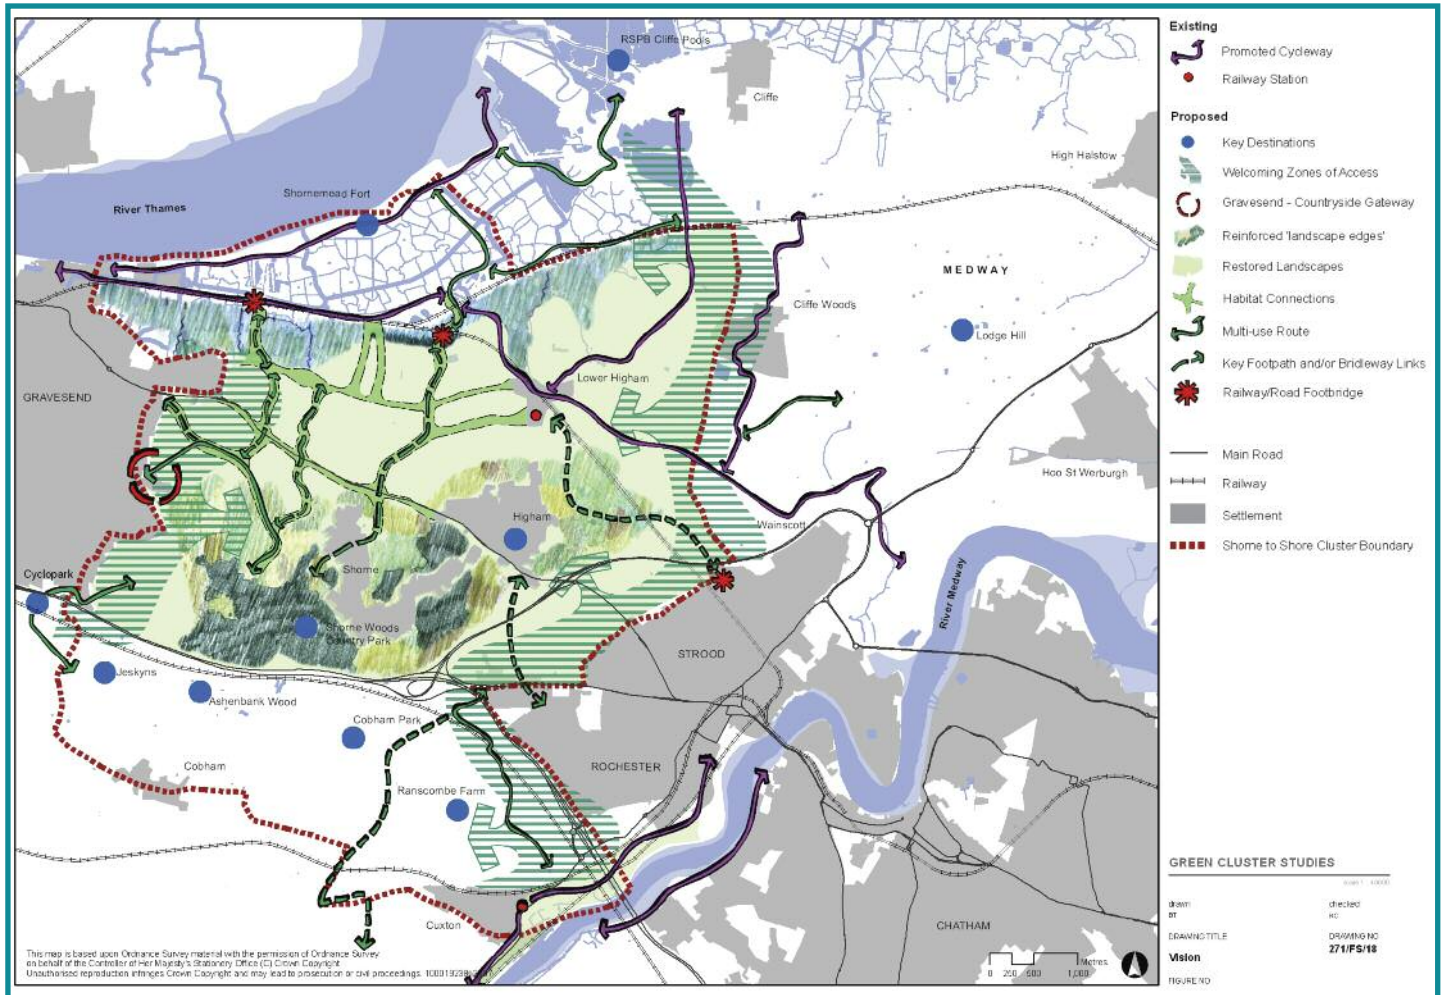 RSPB Cliffe Pools
Cliffe
High Halstow
Shornemead Fort
River Thames
MEDWAY
Cliffe Woods
Lodge Hill
GRAVESEND
Lower Higham
Hoo St Werburgh
Higham
Wainscott
Shorne
Cyclopark
River Medway
Shorne Woods
Country Park
STROOD
Jeskyns
Ashenbank Wood
Cobham Park
Cobham
ROCHESTER
Ranscombe Farm
Cuxton
CHATHAM
This map is based upon Ordnance Survey material with the permission of Ordnance Survey
on behalf of the Controller of Her Majesty's Stationery Office (C) Crown Copyright
Unauthorised reproduction infringes Crown Copyright and may lead to prosecution or civil proceedings.
0 250 500 1,000
Metres
Existing
Promoted Cycleway
Railway Station
Proposed
Key Destinations
Welcoming Zones of Access
Gravesend - Countryside Gateway
Reinforced 'landscape edges'
Restored Landscapes
Habitat Connections
Multi-use Route
Key Footpath and/or Bridleway Links
Railway/Road Footbridge
Main Road
Railway
Settlement
Shorne to Shore Cluster Boundary
GREEN CLUSTER STUDIES
drawn checked
DRAWING TITLE DRAWING NO
Vision 271/FS/18
FIGURE NO